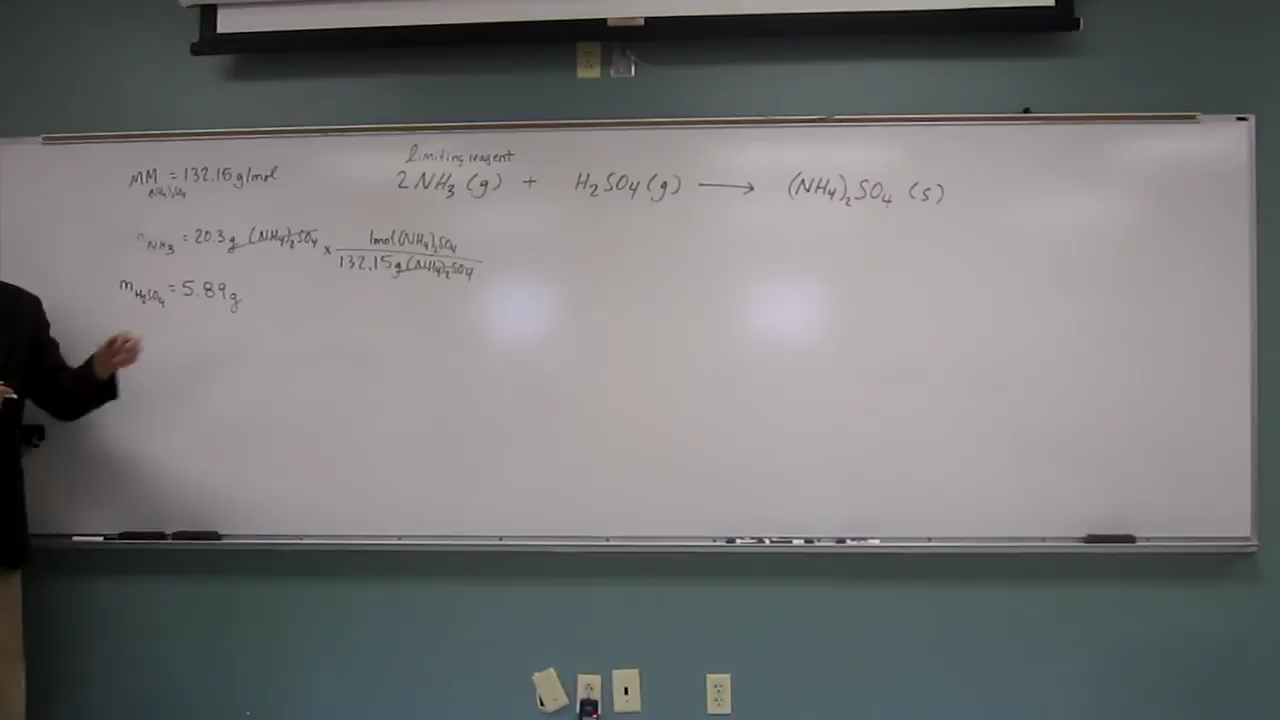 limiting reagent
MM (NH4)2SO4 = 132.15 g/mol
2 NH3 (g) + H2SO4 (g) ⟶ (NH4)2SO4 (s)
n NH3 = 20.3 g (NH4)2SO4 x 1 mol (NH4)2SO4 / 132.15 g (NH4)2SO4
m H2SO4 = 5.89 g